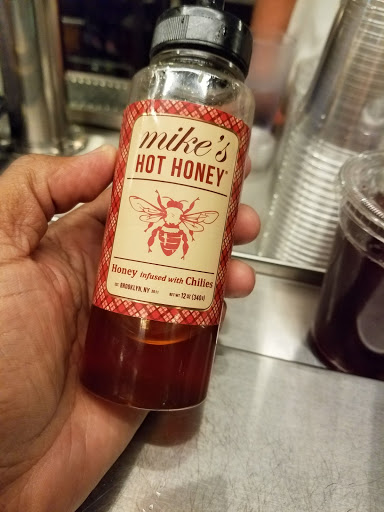 mike's
HOT HONEY®
Honey infused with Chilies
BROOKLYN, NY
NET WT 12 OZ (340g)